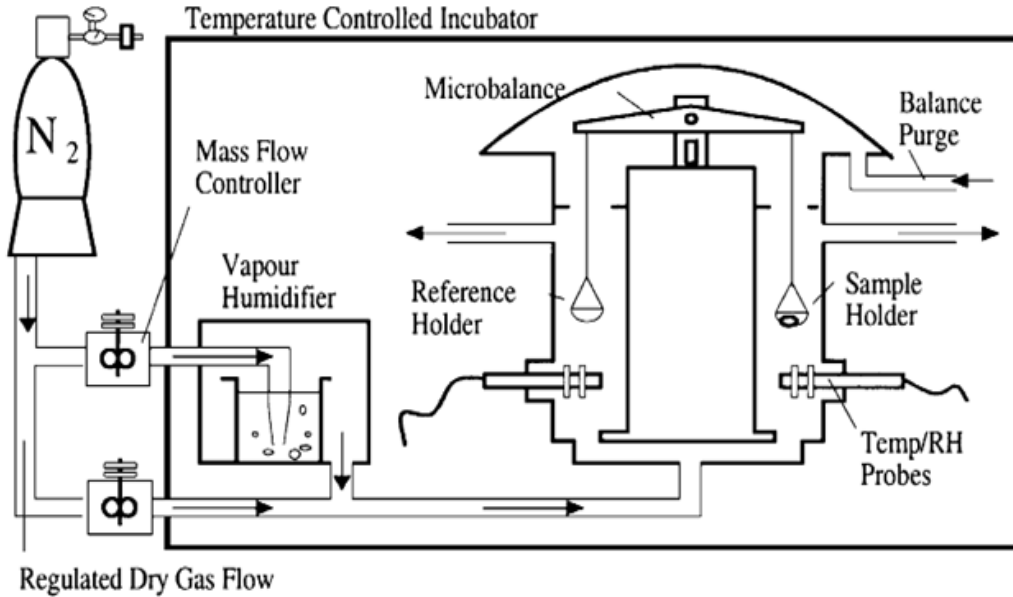 Temperature Controlled Incubator
N2
Mass Flow
Controller
Microbalance
Balance
Purge
Vapour
Humidifier
Reference
Holder
Sample
Holder
Temp/RH
Probes
Regulated Dry Gas Flow